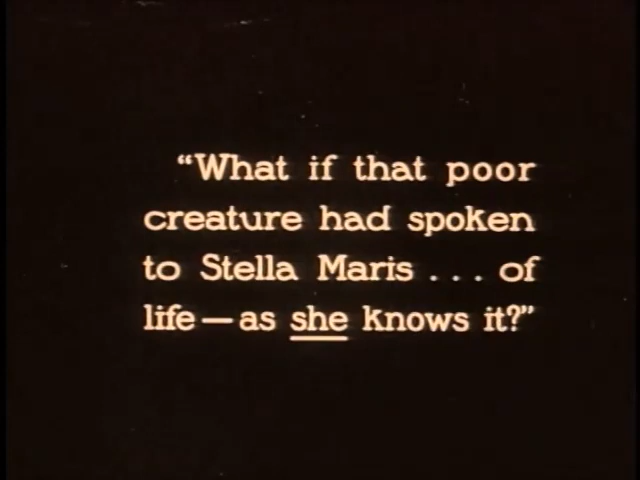 “What if that poor
creature had spoken
to Stella Maris . . . of
life—as she knows it?”